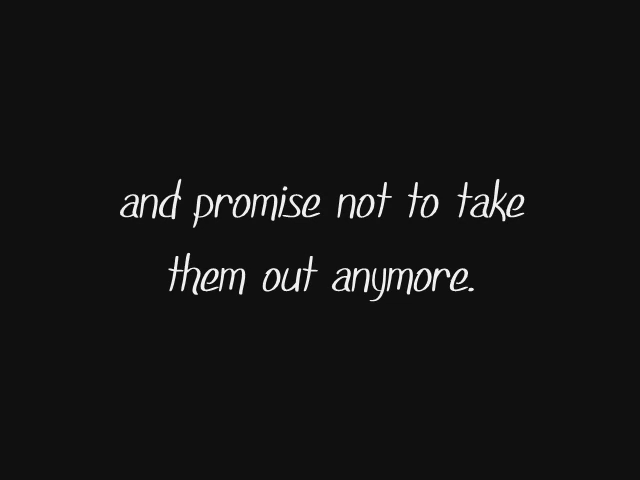 and promise not to take
them out anymore.